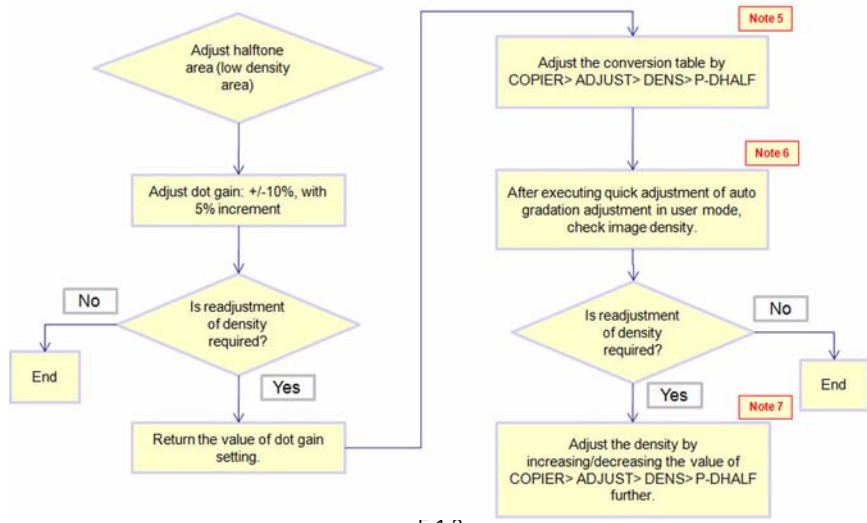 Adjust halftone
area (low density
area)
Adjust dot gain: +/-10%, with
5% increment
Is readjustment
of density
required?
No
End
Yes
Return the value of dot gain
setting.
Note 5
Adjust the conversion table by
COPIER> ADJUST> DENS> P-DHALF
Note 6
After executing quick adjustment of auto
gradation adjustment in user mode,
check image density.
Is readjustment
of density
required?
No
End
Yes
Note 7
Adjust the density by
increasing/decreasing the value of
COPIER> ADJUST> DENS> P-DHALF
further.